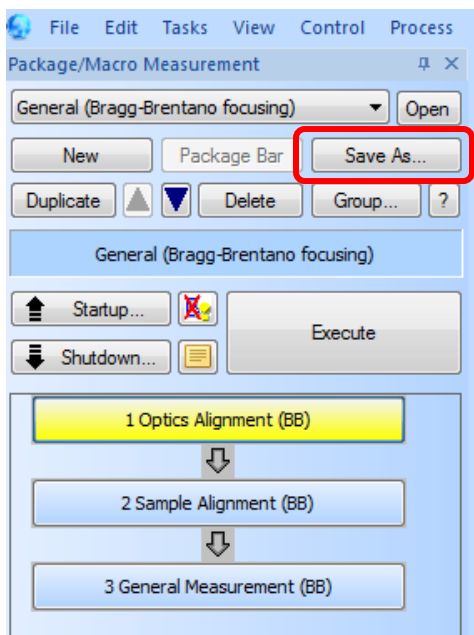 File Edit Tasks View Control Process
Package/Macro Measurement
General (Bragg-Brentano focusing) Open
New Package Bar Save As...
Duplicate Delete Group... ?
General (Bragg-Brentano focusing)
Startup...
Execute
Shutdown...
1 Optics Alignment (BB)
2 Sample Alignment (BB)
3 General Measurement (BB)